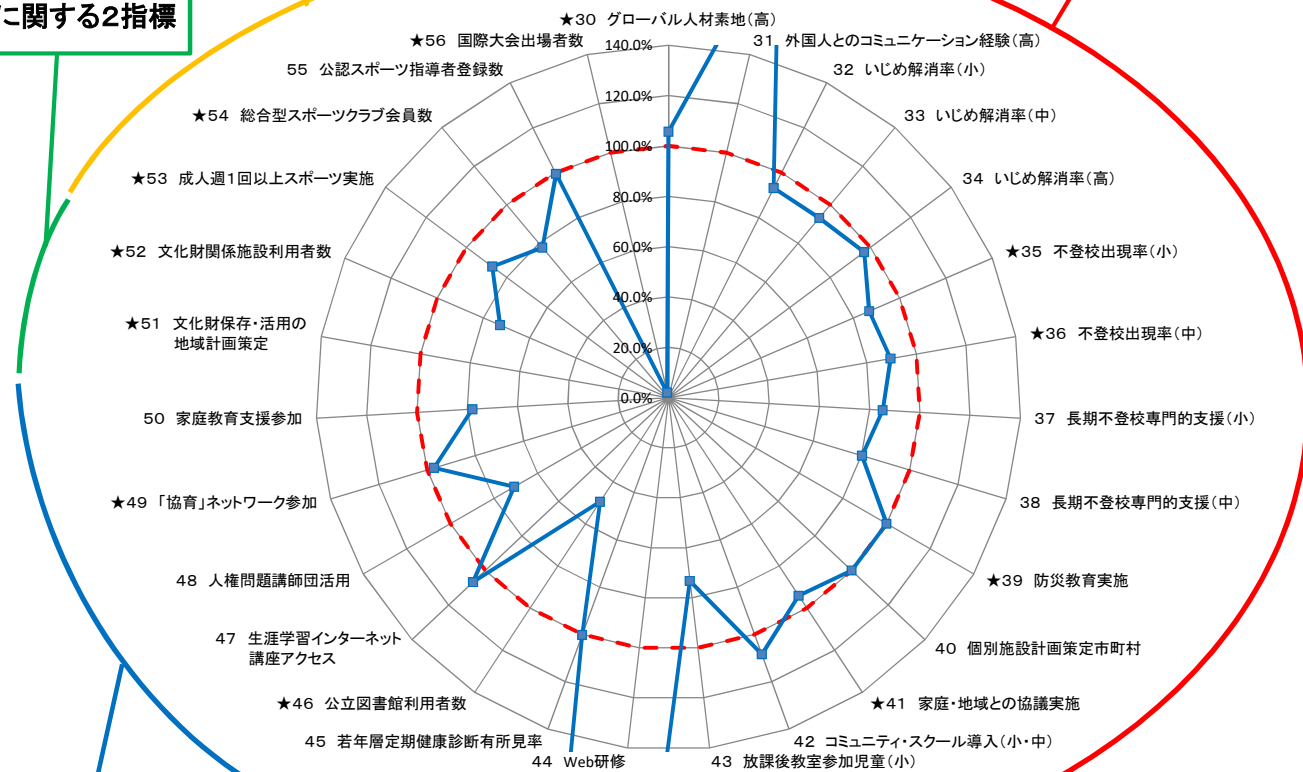 に関する2指標
★30 グローバル人材素地(高)
31 外国人とのコミュニケーション経験(高)
32 いじめ解消率(小)
33 いじめ解消率(中)
34 いじめ解消率(高)
★35 不登校出現率(小)
★36 不登校出現率(中)
37 長期不登校専門的支援(小)
38 長期不登校専門的支援(中)
★39 防災教育実施
40 個別施設計画策定市町村
★41 家庭・地域との協議実施
42 コミュニティ・スクール導入(小・中)
43 放課後教室参加児童(小)
44 Web研修
45 若年層定期健康診断有所見率
★46 公立図書館利用者数
47 生涯学習インターネット
講座アクセス
48 人権問題講師団活用
★49 「協育」ネットワーク参加
50 家庭教育支援参加
★51 文化財保存・活用の
地域計画策定
★52 文化財関係施設利用者数
★53 成人週1回以上スポーツ実施
★54 総合型スポーツクラブ会員数
55 公認スポーツ指導者登録数
★56 国際大会出場者数
140.0%
120.0%
100.0%
80.0%
60.0%
40.0%
20.0%
0.0%